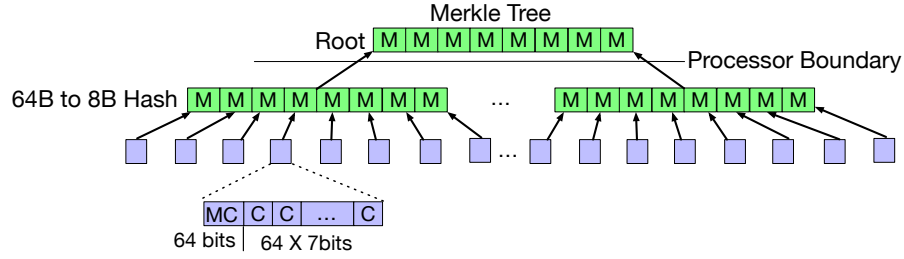 Merkle Tree
Root M M M M M M M M
Processor Boundary
64B to 8B Hash M M M M M M M M ... M M M M M M M M
...
MC C C ... C
64 bits 64 X 7bits